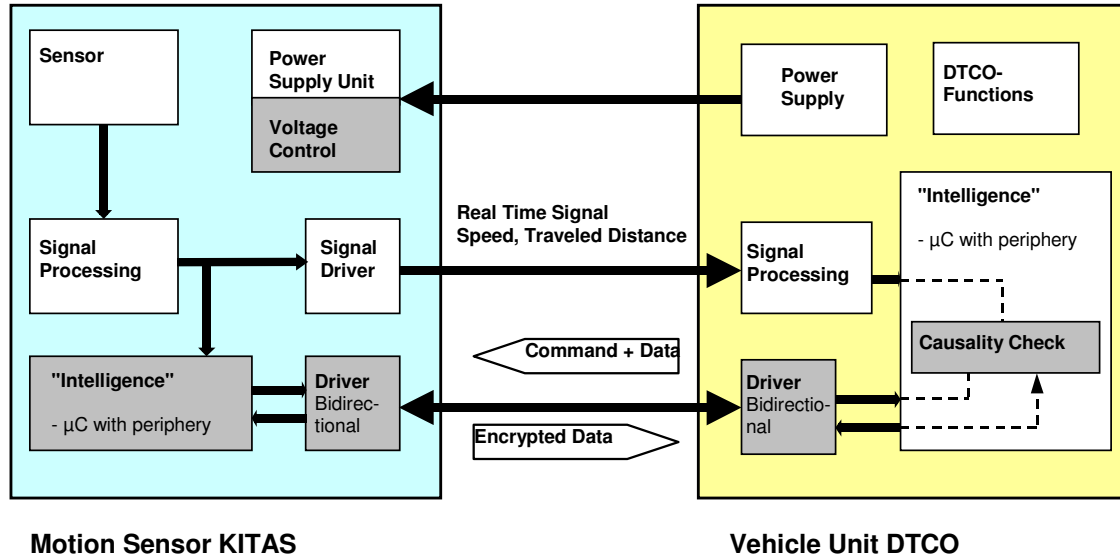 Sensor
Power
Supply Unit
Voltage
Control
Signal
Processing
Signal
Driver
"Intelligence"
- µC with periphery
Driver
Bidirec-
tional
Real Time Signal
Speed, Traveled Distance
Command + Data
Encrypted Data
Power
Supply
DTCO-
Functions
Signal
Processing
"Intelligence"
- µC with periphery
Causality Check
Driver
Bidirectio-
nal
Motion Sensor KITAS
Vehicle Unit DTCO